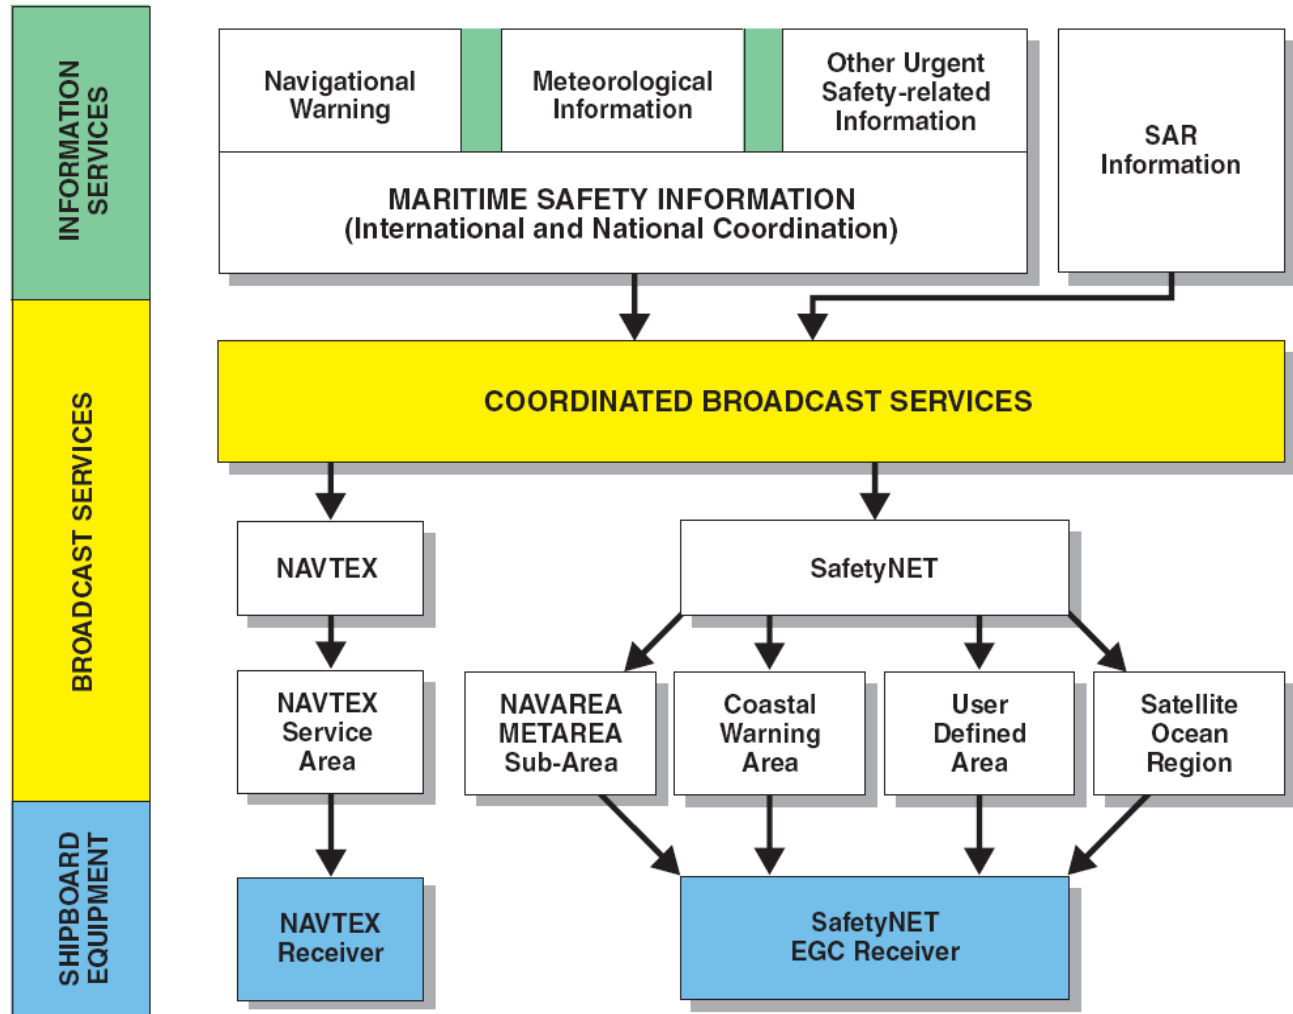 INFORMATION
SERVICES
Navigational
Warning
Meteorological
Information
Other Urgent
Safety-related
Information
MARITIME SAFETY INFORMATION
(International and National Coordination)
SAR
Information
BROADCAST SERVICES
COORDINATED BROADCAST SERVICES
NAVTEX
SafetyNET
NAVTEX
Service
Area
NAVAREA
METAREA
Sub-Area
Coastal
Warning
Area
User
Defined
Area
Satellite
Ocean
Region
SHIPBOARD
EQUIPMENT
NAVTEX
Receiver
SafetyNET
EGC Receiver